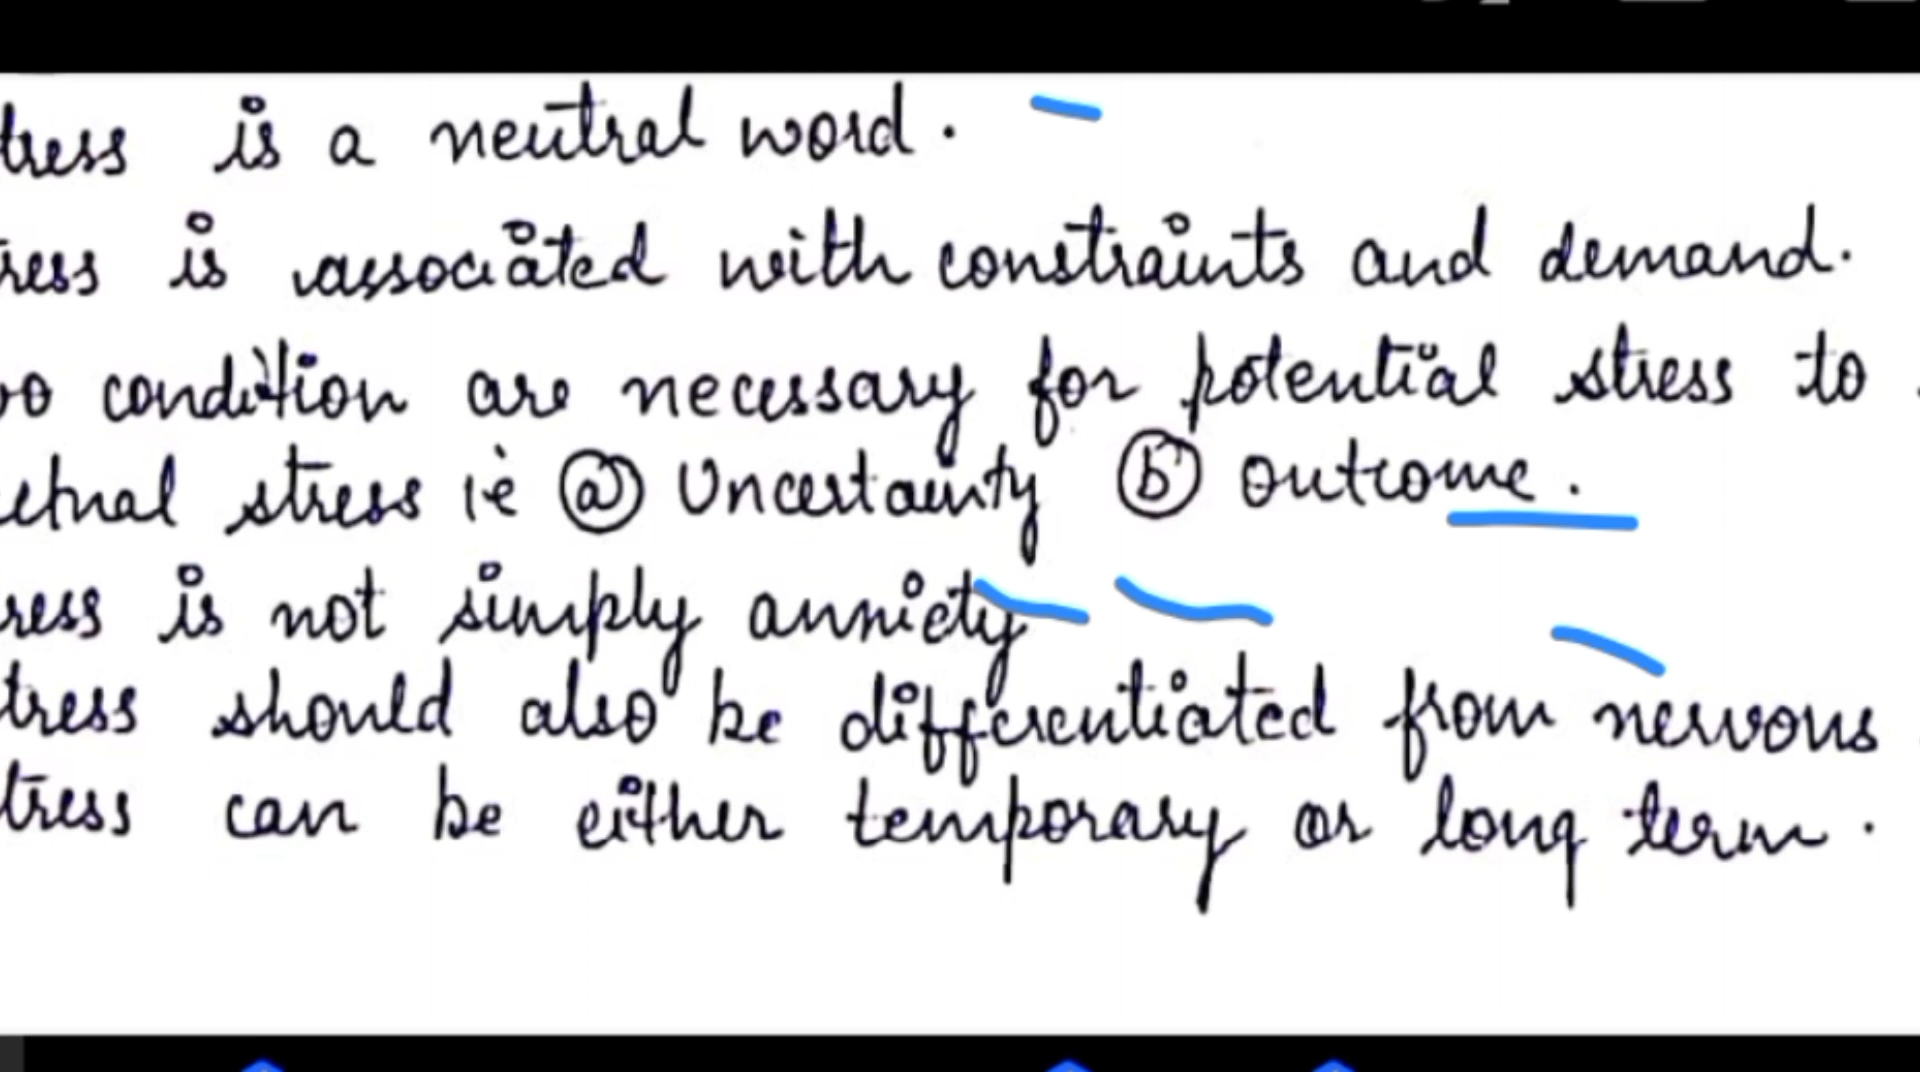 tress is a neutral word.
ress is associated with constraints and demand.
condition are necessary for potential stress to
ctual stress ie (a) Uncertainty (b) outcome.
ress is not simply anniety
tress should also be differentiated from nervous
tress can be either temporary or long term.